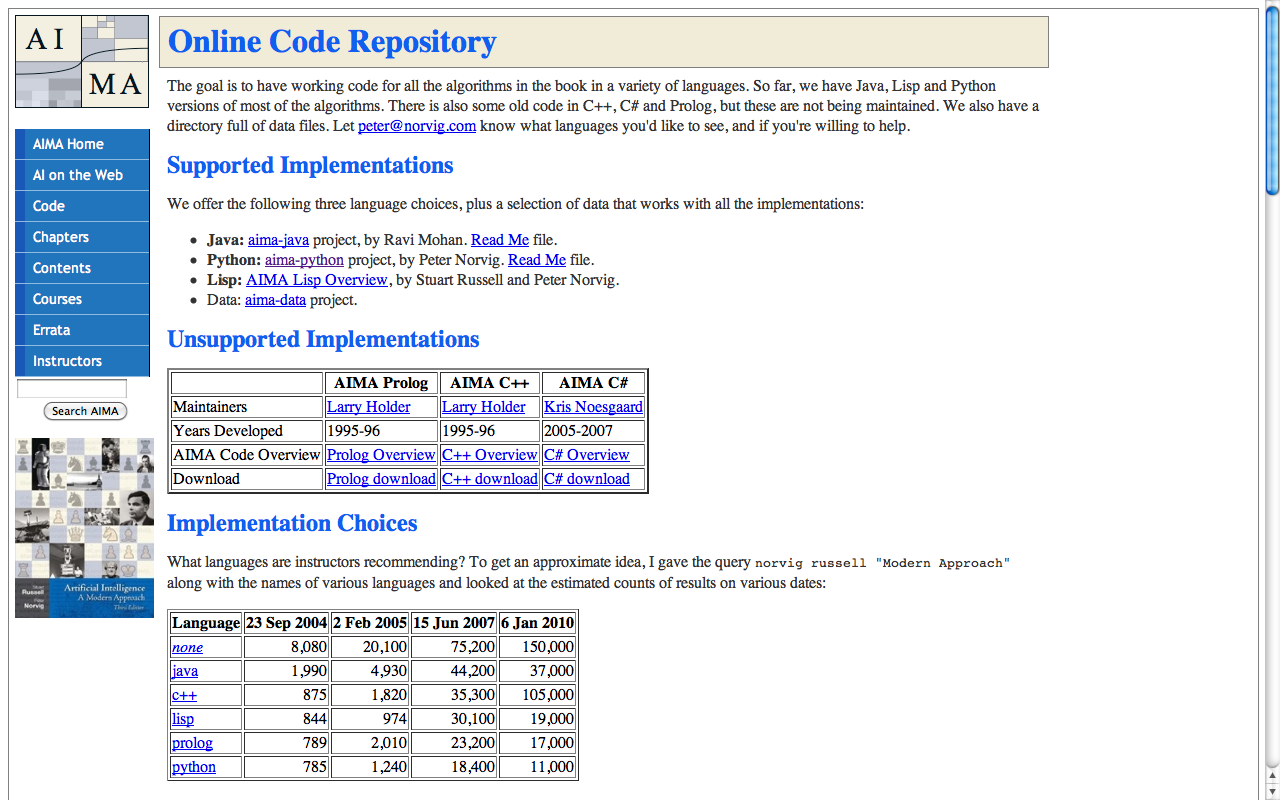 AI
MA
Online Code Repository
The goal is to have working code for all the algorithms in the book in a variety of languages. So far, we have Java, Lisp and Python
versions of most of the algorithms. There is also some old code in C++, C# and Prolog, but these are not being maintained. We also have a
directory full of data files. Let peter@norvig.com know what languages you'd like to see, and if you're willing to help.
AIMA Home
AI on the Web
Code
Chapters
Contents
Courses
Errata
Instructors
Search AIMA
Stuart
Russell
Peter
Norvig
Artificial Intelligence
A Modern Approach
Third Edition
Supported Implementations
We offer the following three language choices, plus a selection of data that works with all the implementations:
• Java: aima-java project, by Ravi Mohan. Read Me file.
• Python: aima-python project, by Peter Norvig. Read Me file.
• Lisp: AIMA Lisp Overview, by Stuart Russell and Peter Norvig.
• Data: aima-data project.
Unsupported Implementations
AIMA Prolog AIMA C++ AIMA C#
Maintainers Larry Holder Larry Holder Kris Noesgaard
Years Developed 1995-96 1995-96 2005-2007
AIMA Code Overview Prolog Overview C++ Overview C# Overview
Download Prolog download C++ download C# download
Implementation Choices
What languages are instructors recommending? To get an approximate idea, I gave the query norvig russell "Modern Approach"
along with the names of various languages and looked at the estimated counts of results on various dates:
Language 23 Sep 2004 2 Feb 2005 15 Jun 2007 6 Jan 2010
none 8,080 20,100 75,200 150,000
java 1,990 4,930 44,200 37,000
c++ 875 1,820 35,300 105,000
lisp 844 974 30,100 19,000
prolog 789 2,010 23,200 17,000
python 785 1,240 18,400 11,000